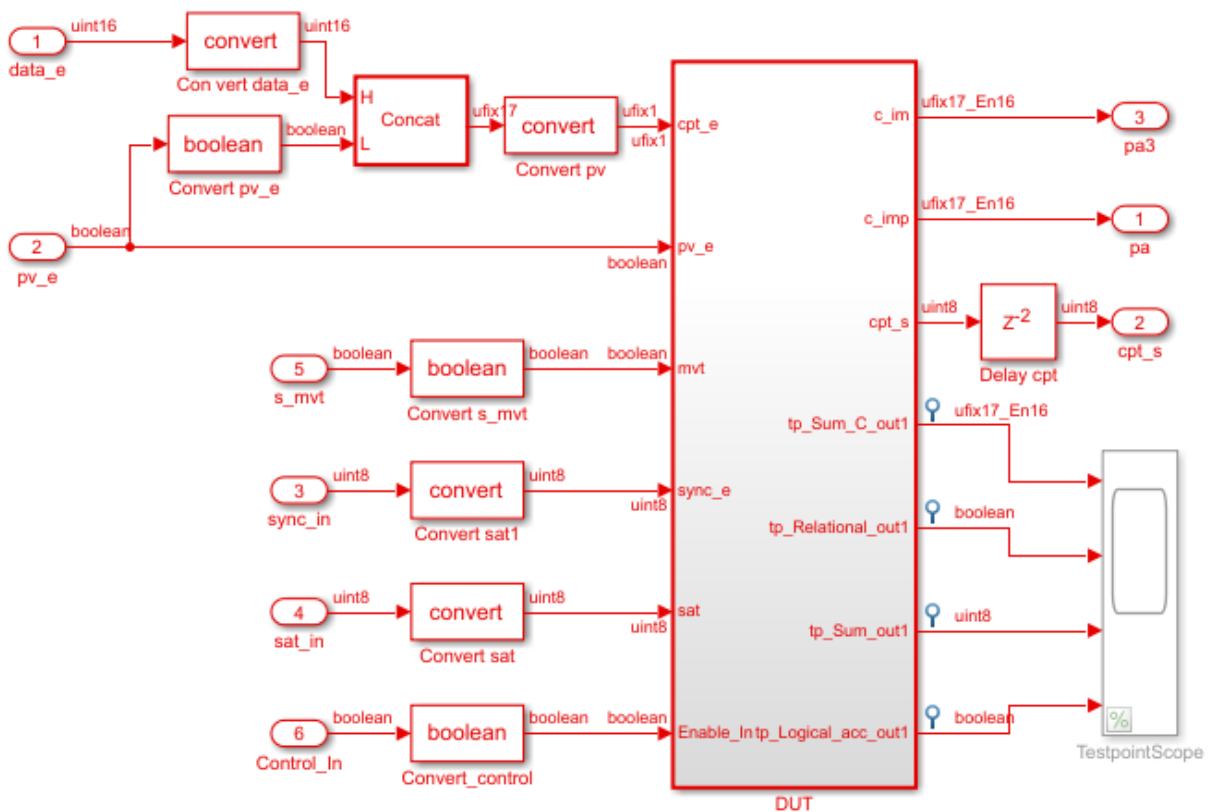 uint16
uint16
1
convert
data_e
Con vert data_e
H
Concat
L
ufix17
boolean
boolean
Convert pv_e
convert
Convert pv
ufix1
cpt_e
ufix1
c_im
ufix17_En16
3
pa3
c_imp
ufix17_En16
1
pa
boolean
2
pv_e
pv_e
boolean
cpt_s
uint8
z-2
uint8
2
cpt_s
Delay cpt
boolean
5
s_mvt
boolean
boolean
boolean
mvt
Convert s_mvt
tp_Sum_C_out1
ufix17_En16
uint8
3
sync_in
convert
uint8
sync_e
uint8
Convert sat1
tp_Relational_out1
boolean
uint8
4
sat_in
convert
uint8
sat
uint8
Convert sat
tp_Sum_out1
uint8
boolean
6
Control_In
boolean
boolean
boolean
Enable_In
Convert_control
tp_Logical_acc_out1
boolean
%
TestpointScope
DUT